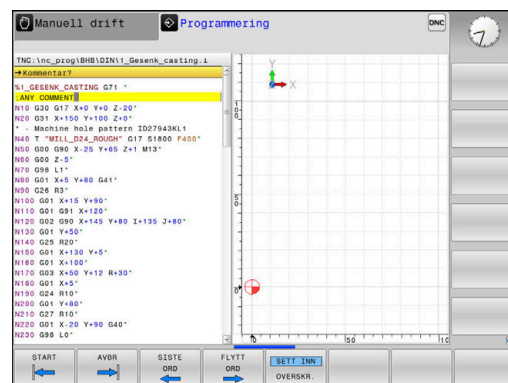 Manuell drift
Programmering
DNC
TNC:\nc_prog\BHB\DIN\1_Gesenk_casting.i
→Kommentar?
%1_GESENK_CASTING G71 *
;ANY COMMENT
N10 G30 G17 X+0 Y+0 Z-20*
N20 G31 X+150 Y+100 Z+0*
* - Machine hole pattern ID27943KL1
N40 T "MILL_D24_ROUGH" G17 S1800 F400*
N50 G00 G90 X-25 Y+65 Z+1 M13*
N60 G00 Z-5*
N70 G98 L1*
N80 G01 X+5 Y+80 G41*
N90 G26 R3*
N100 G01 X+15 Y+90*
N110 G01 G91 X+120*
N120 G02 G90 X+145 Y+80 I+135 J+80*
N130 G01 Y+50*
N140 G25 R20*
N150 G01 X+130 Y+5*
N160 G01 X+100*
N170 G03 X+50 Y+12 R+30*
N180 G01 X+5*
N190 G24 R10*
N200 G01 Y+80*
N210 G27 R10*
N220 G01 X-20 Y+90 G40*
N230 G98 L0*
Y
X
100
50
0
0
50
START
AVBR
SISTE
ORD
FLYTT
ORD
SETT INN
OVERSKR.